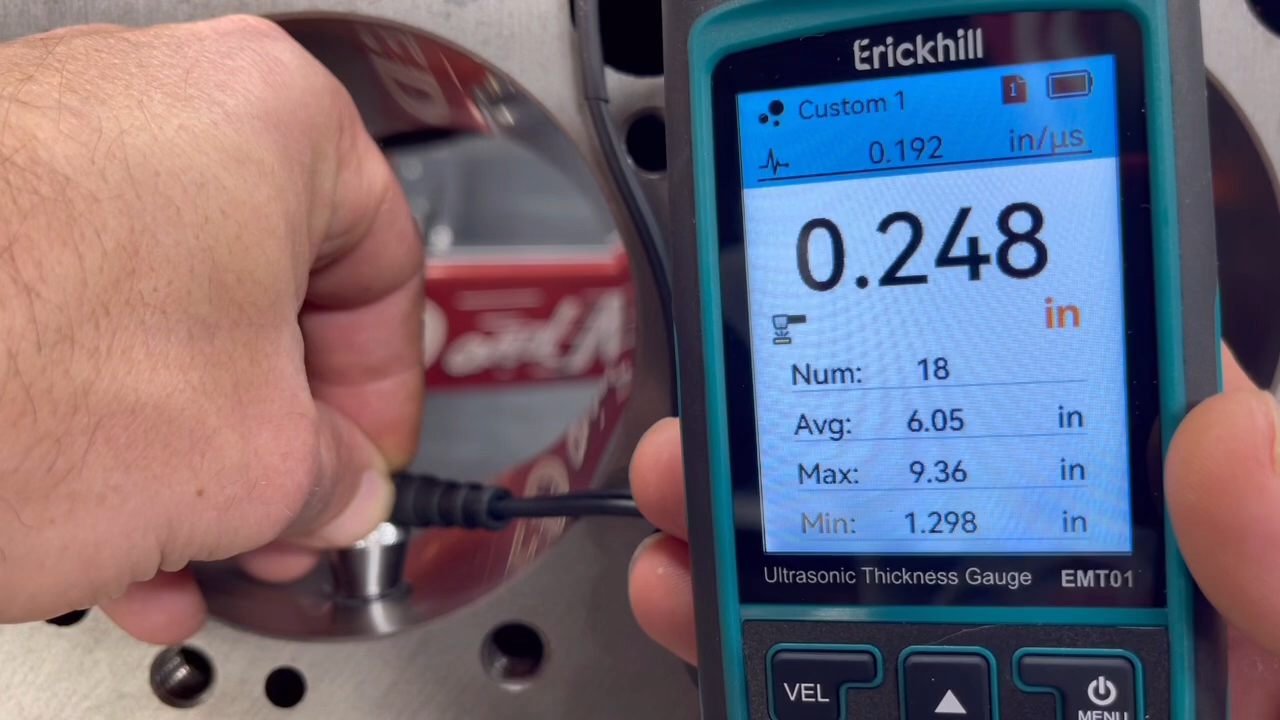 Erickhill
Custom 1
1
0.192 in/µs
0.248
in
Num: 18
Avg: 6.05 in
Max: 9.36 in
Min: 1.298 in
Ultrasonic Thickness Gauge EMT01
VEL
MENU